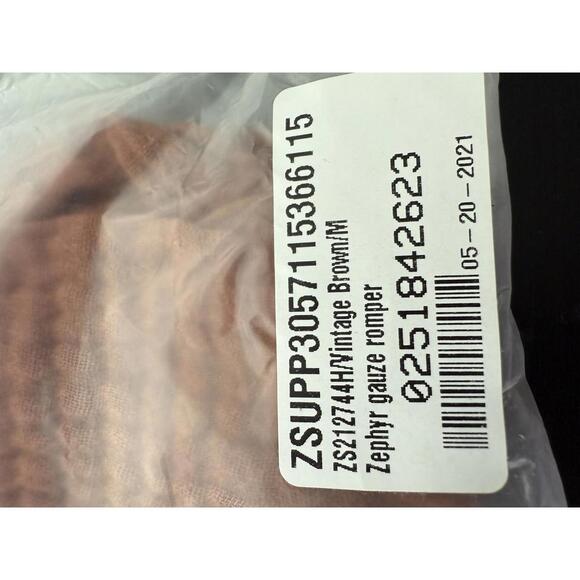 ZSUPP3057115366115
ZS212744H/Vintage Brown/M
Zephyr gauze romper
0251842623
05-20-2021